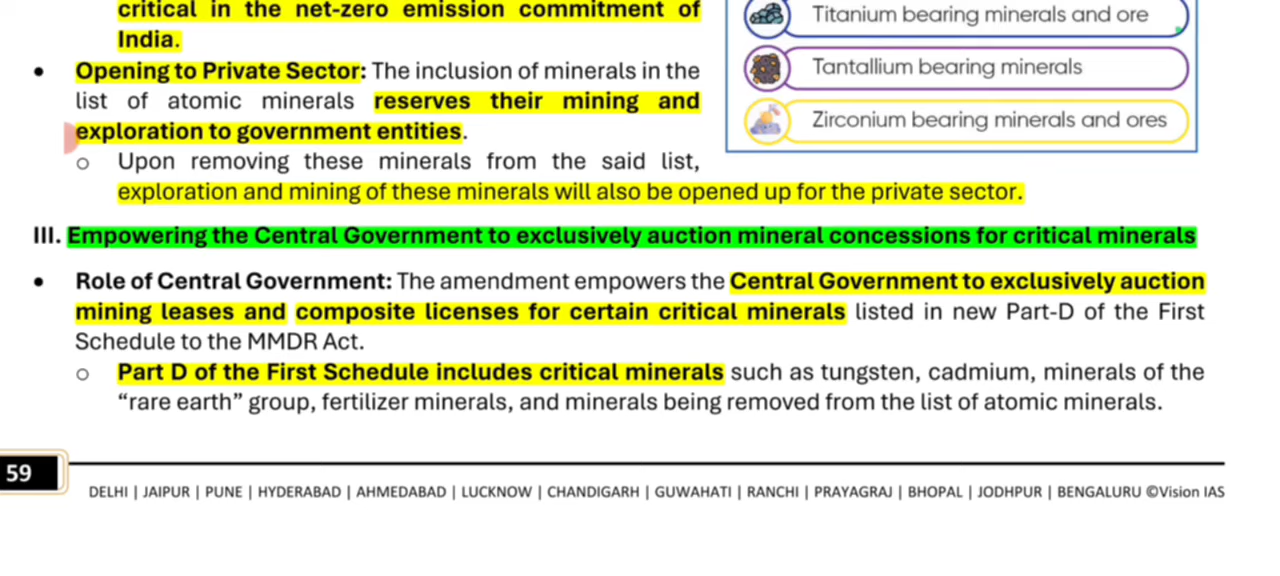 critical in the net-zero emission commitment of
India.
• Opening to Private Sector: The inclusion of minerals in the
list of atomic minerals reserves their mining and
exploration to government entities.
o Upon removing these minerals from the said list,
exploration and mining of these minerals will also be opened up for the private sector.
Titanium bearing minerals and ore
Tantallium bearing minerals
Zirconium bearing minerals and ores
III. Empowering the Central Government to exclusively auction mineral concessions for critical minerals
• Role of Central Government: The amendment empowers the Central Government to exclusively auction
mining leases and composite licenses for certain critical minerals listed in new Part-D of the First
Schedule to the MMDR Act.
o Part D of the First Schedule includes critical minerals such as tungsten, cadmium, minerals of the
“rare earth” group, fertilizer minerals, and minerals being removed from the list of atomic minerals.
59
DELHI | JAIPUR | PUNE | HYDERABAD | AHMEDABAD | LUCKNOW | CHANDIGARH | GUWAHATI | RANCHI | PRAYAGRAJ | BHOPAL | JODHPUR | BENGALURU ©Vision IAS